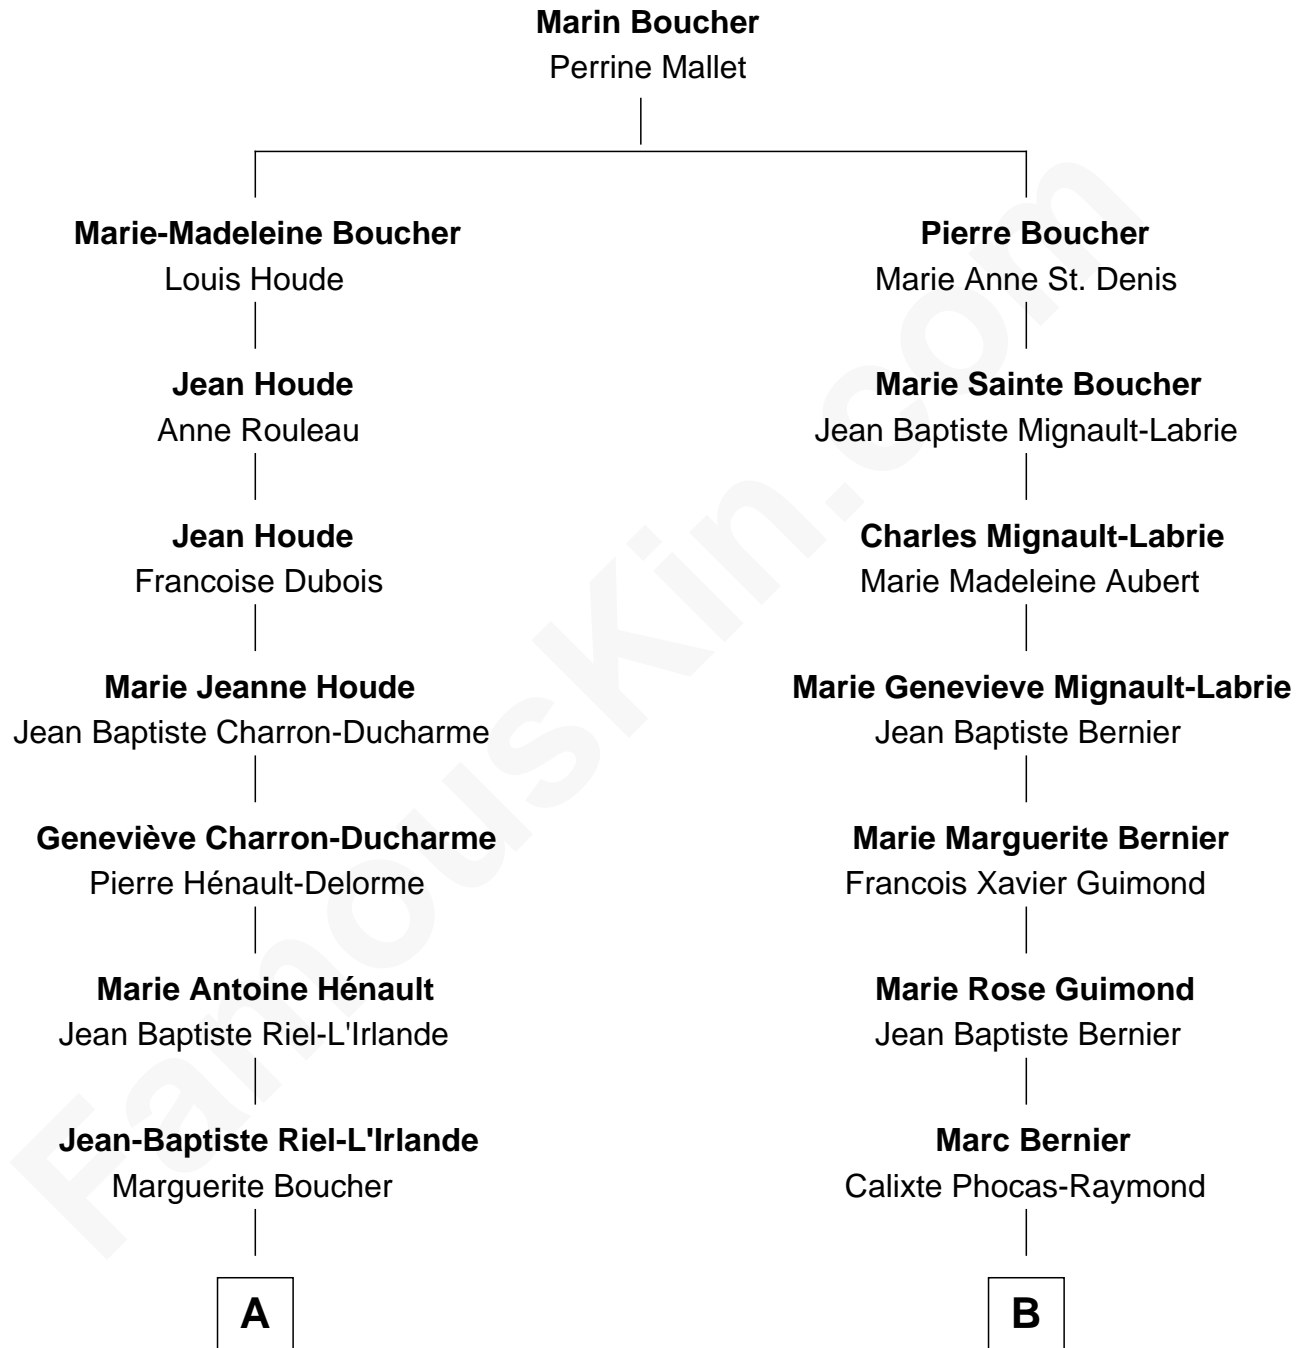 Marin Boucher
Perrine Mallet
Marie-Madeleine Boucher
Louis Houde
Jean Houde
Anne Rouleau
Jean Houde
Francoise Dubois
Marie Jeanne Houde
Jean Baptiste Charron-Ducharme
Geneviève Charron-Ducharme
Pierre Hénault-Delorme
Marie Antoine Hénault
Jean Baptiste Riel-L'Irlande
Jean-Baptiste Riel-L'Irlande
Marguerite Boucher
A
Pierre Boucher
Marie Anne St. Denis
Marie Sainte Boucher
Jean Baptiste Mignault-Labrie
Charles Mignault-Labrie
Marie Madeleine Aubert
Marie Genevieve Mignault-Labrie
Jean Baptiste Bernier
Marie Marguerite Bernier
Francois Xavier Guimond
Marie Rose Guimond
Jean Baptiste Bernier
Marc Bernier
Calixte Phocas-Raymond
B
FamousKin.com